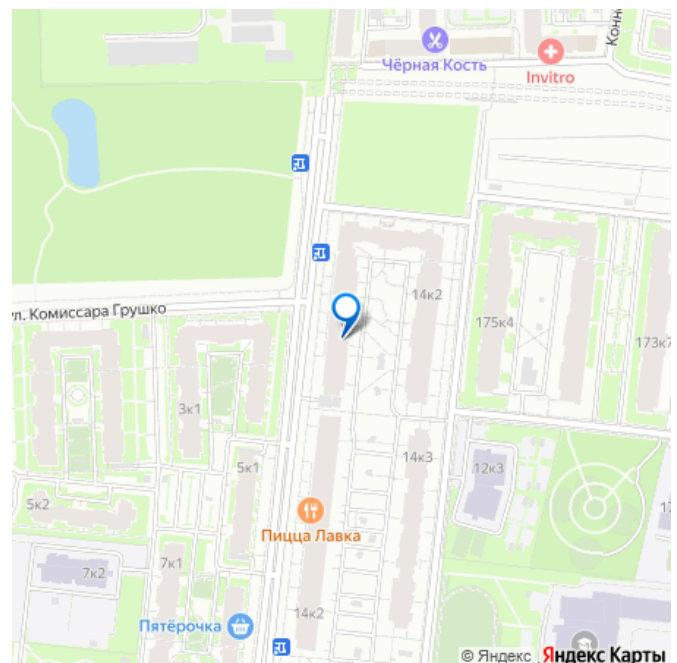 Чёрная Кость
Invitro
Конн
14к2
ул. Комиссара Грушко
175к4
173к7
3к1
5к1
14к3
12к3
5к2
Пицца Лавка
17
7к1
7к2
14к2
Пятёрочка
© Яндекс Яндекс Карты